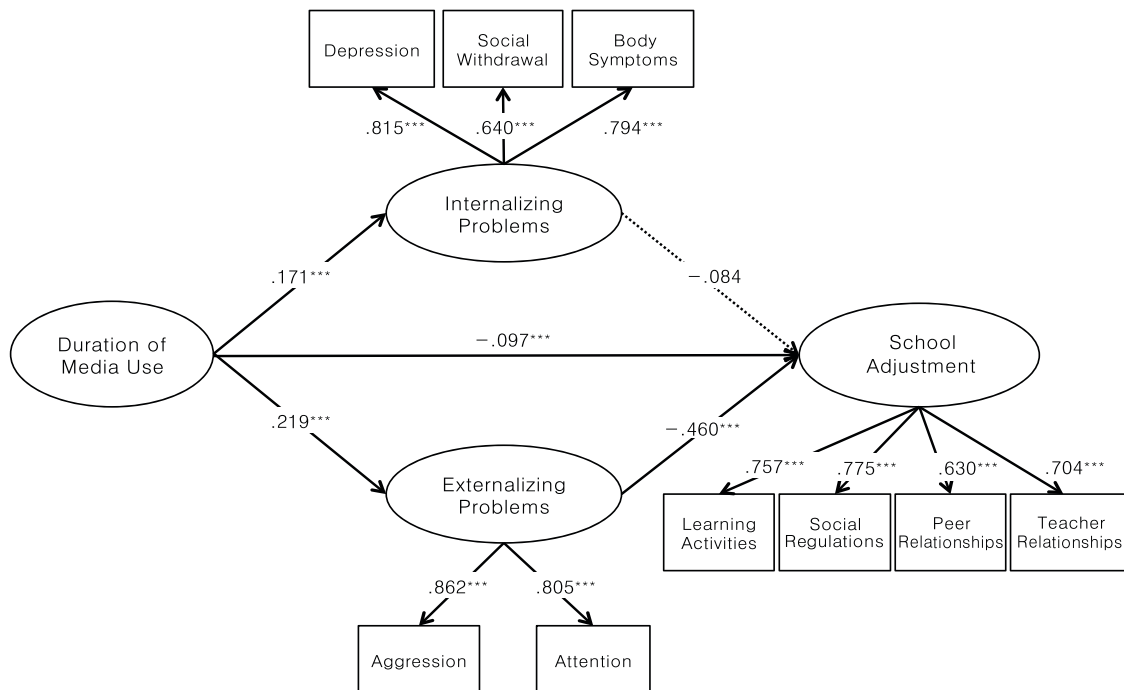 Depression
Social
Withdrawal
Body
Symptoms
.815***
.640***
.794***
Internalizing
Problems
.171***
−.084
Duration of
Media Use
−.097***
School
Adjustment
.219***
−.460***
Externalizing
Problems
.757***
.775***
.630***
.704***
Learning
Activities
Social
Regulations
Peer
Relationships
Teacher
Relationships
.862***
.805***
Aggression
Attention